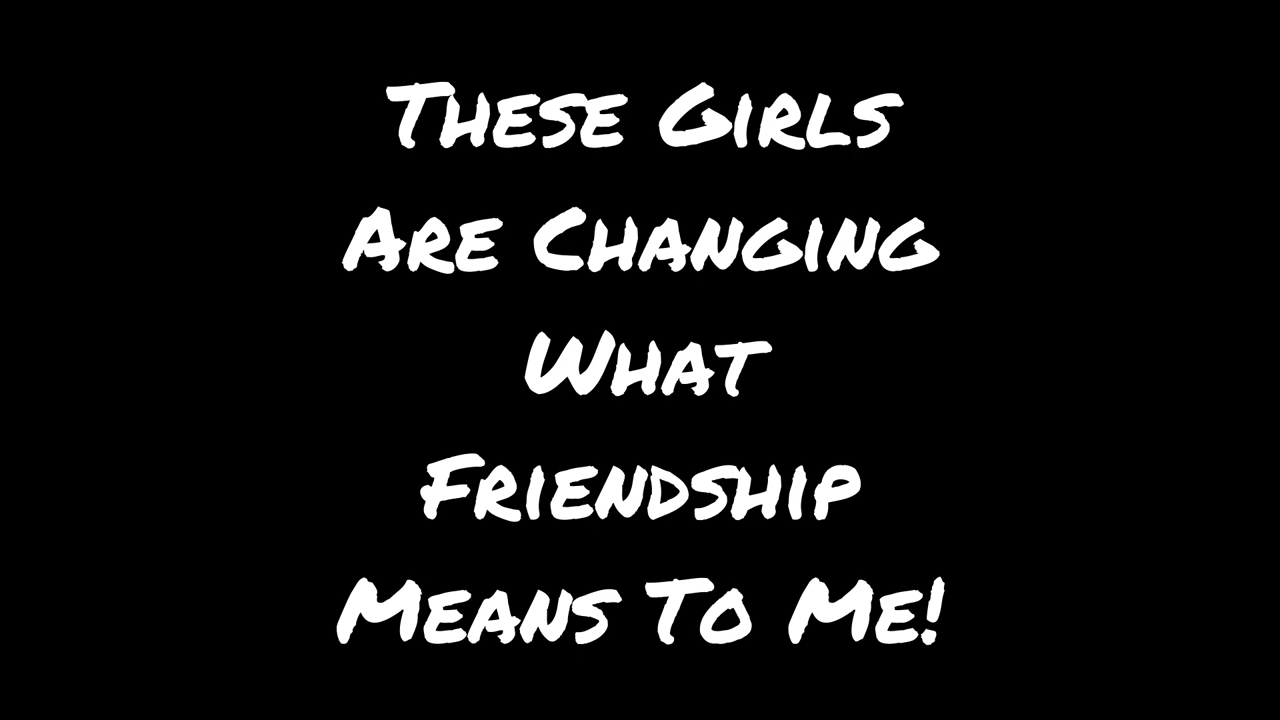 These Girls
Are Changing
What
Friendship
Means To Me!